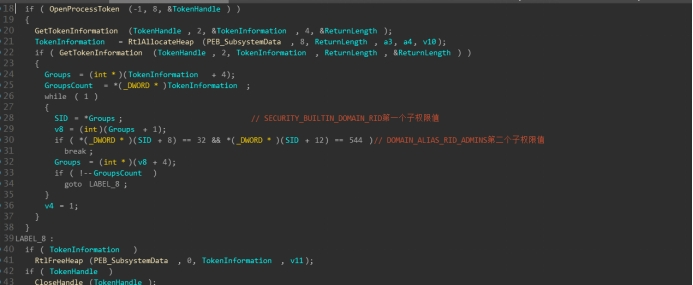 18 if ( OpenProcessToken (-1, 8, &TokenHandle ) )
19 {
20 GetTokenInformation (TokenHandle , 2, &TokenInformation , 4, &ReturnLength );
21 TokenInformation = RtlAllocateHeap (PEB_SubsystemData , 8, ReturnLength , a3, a4, v10);
22 if ( GetTokenInformation (TokenHandle , 2, TokenInformation , ReturnLength , &ReturnLength ) )
23 {
24 Groups = (int *)(TokenInformation + 4);
25 GroupsCount = *(_DWORD *)TokenInformation ;
26 while ( 1 )
27 {
28 SID = *Groups ; // SECURITY_BUILTIN_DOMAIN_RID第一个子权限值
29 v8 = (int)(Groups + 1);
30 if ( *(_DWORD *)(SID + 8) == 32 && *(_DWORD *)(SID + 12) == 544 )// DOMAIN_ALIAS_RID_ADMINS第二个子权限值
31 break ;
32 Groups = (int *)(v8 + 4);
33 if ( !--GroupsCount )
34 goto LABEL_8 ;
35 }
36 v4 = 1;
37 }
38 }
39 LABEL_8 :
40 if ( TokenInformation )
41 RtlFreeHeap (PEB_SubsystemData , 0, TokenInformation , v11);
42 if ( TokenHandle )
43 CloseHandle (TokenHandle );